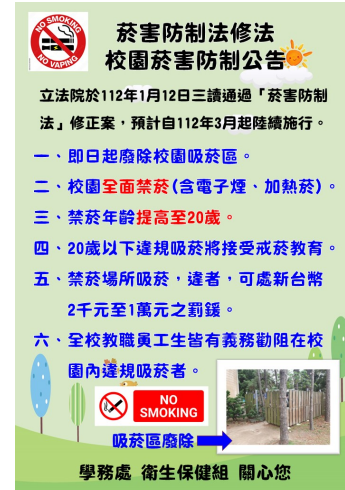 NO SMOKING
NO VAPING
菸害防制法修法
校園菸害防制公告
立法院於112年1月12日三讀通過「菸害防制
法」修正案，預計自112年3月起陸續施行。
一、即日起廢除校園吸菸區。
二、校園全面禁菸(含電子煙、加熱菸)。
三、禁菸年齡提高至20歲。
四、20歲以下違規吸菸將接受戒菸教育。
五、禁菸場所吸菸，違者，可處新台幣
2千元至1萬元之罰鍰。
六、全校教職員工生皆有義務勸阻在校
園內違規吸菸者。
NO
SMOKING
吸菸區廢除
學務處 衛生保健組 關心您